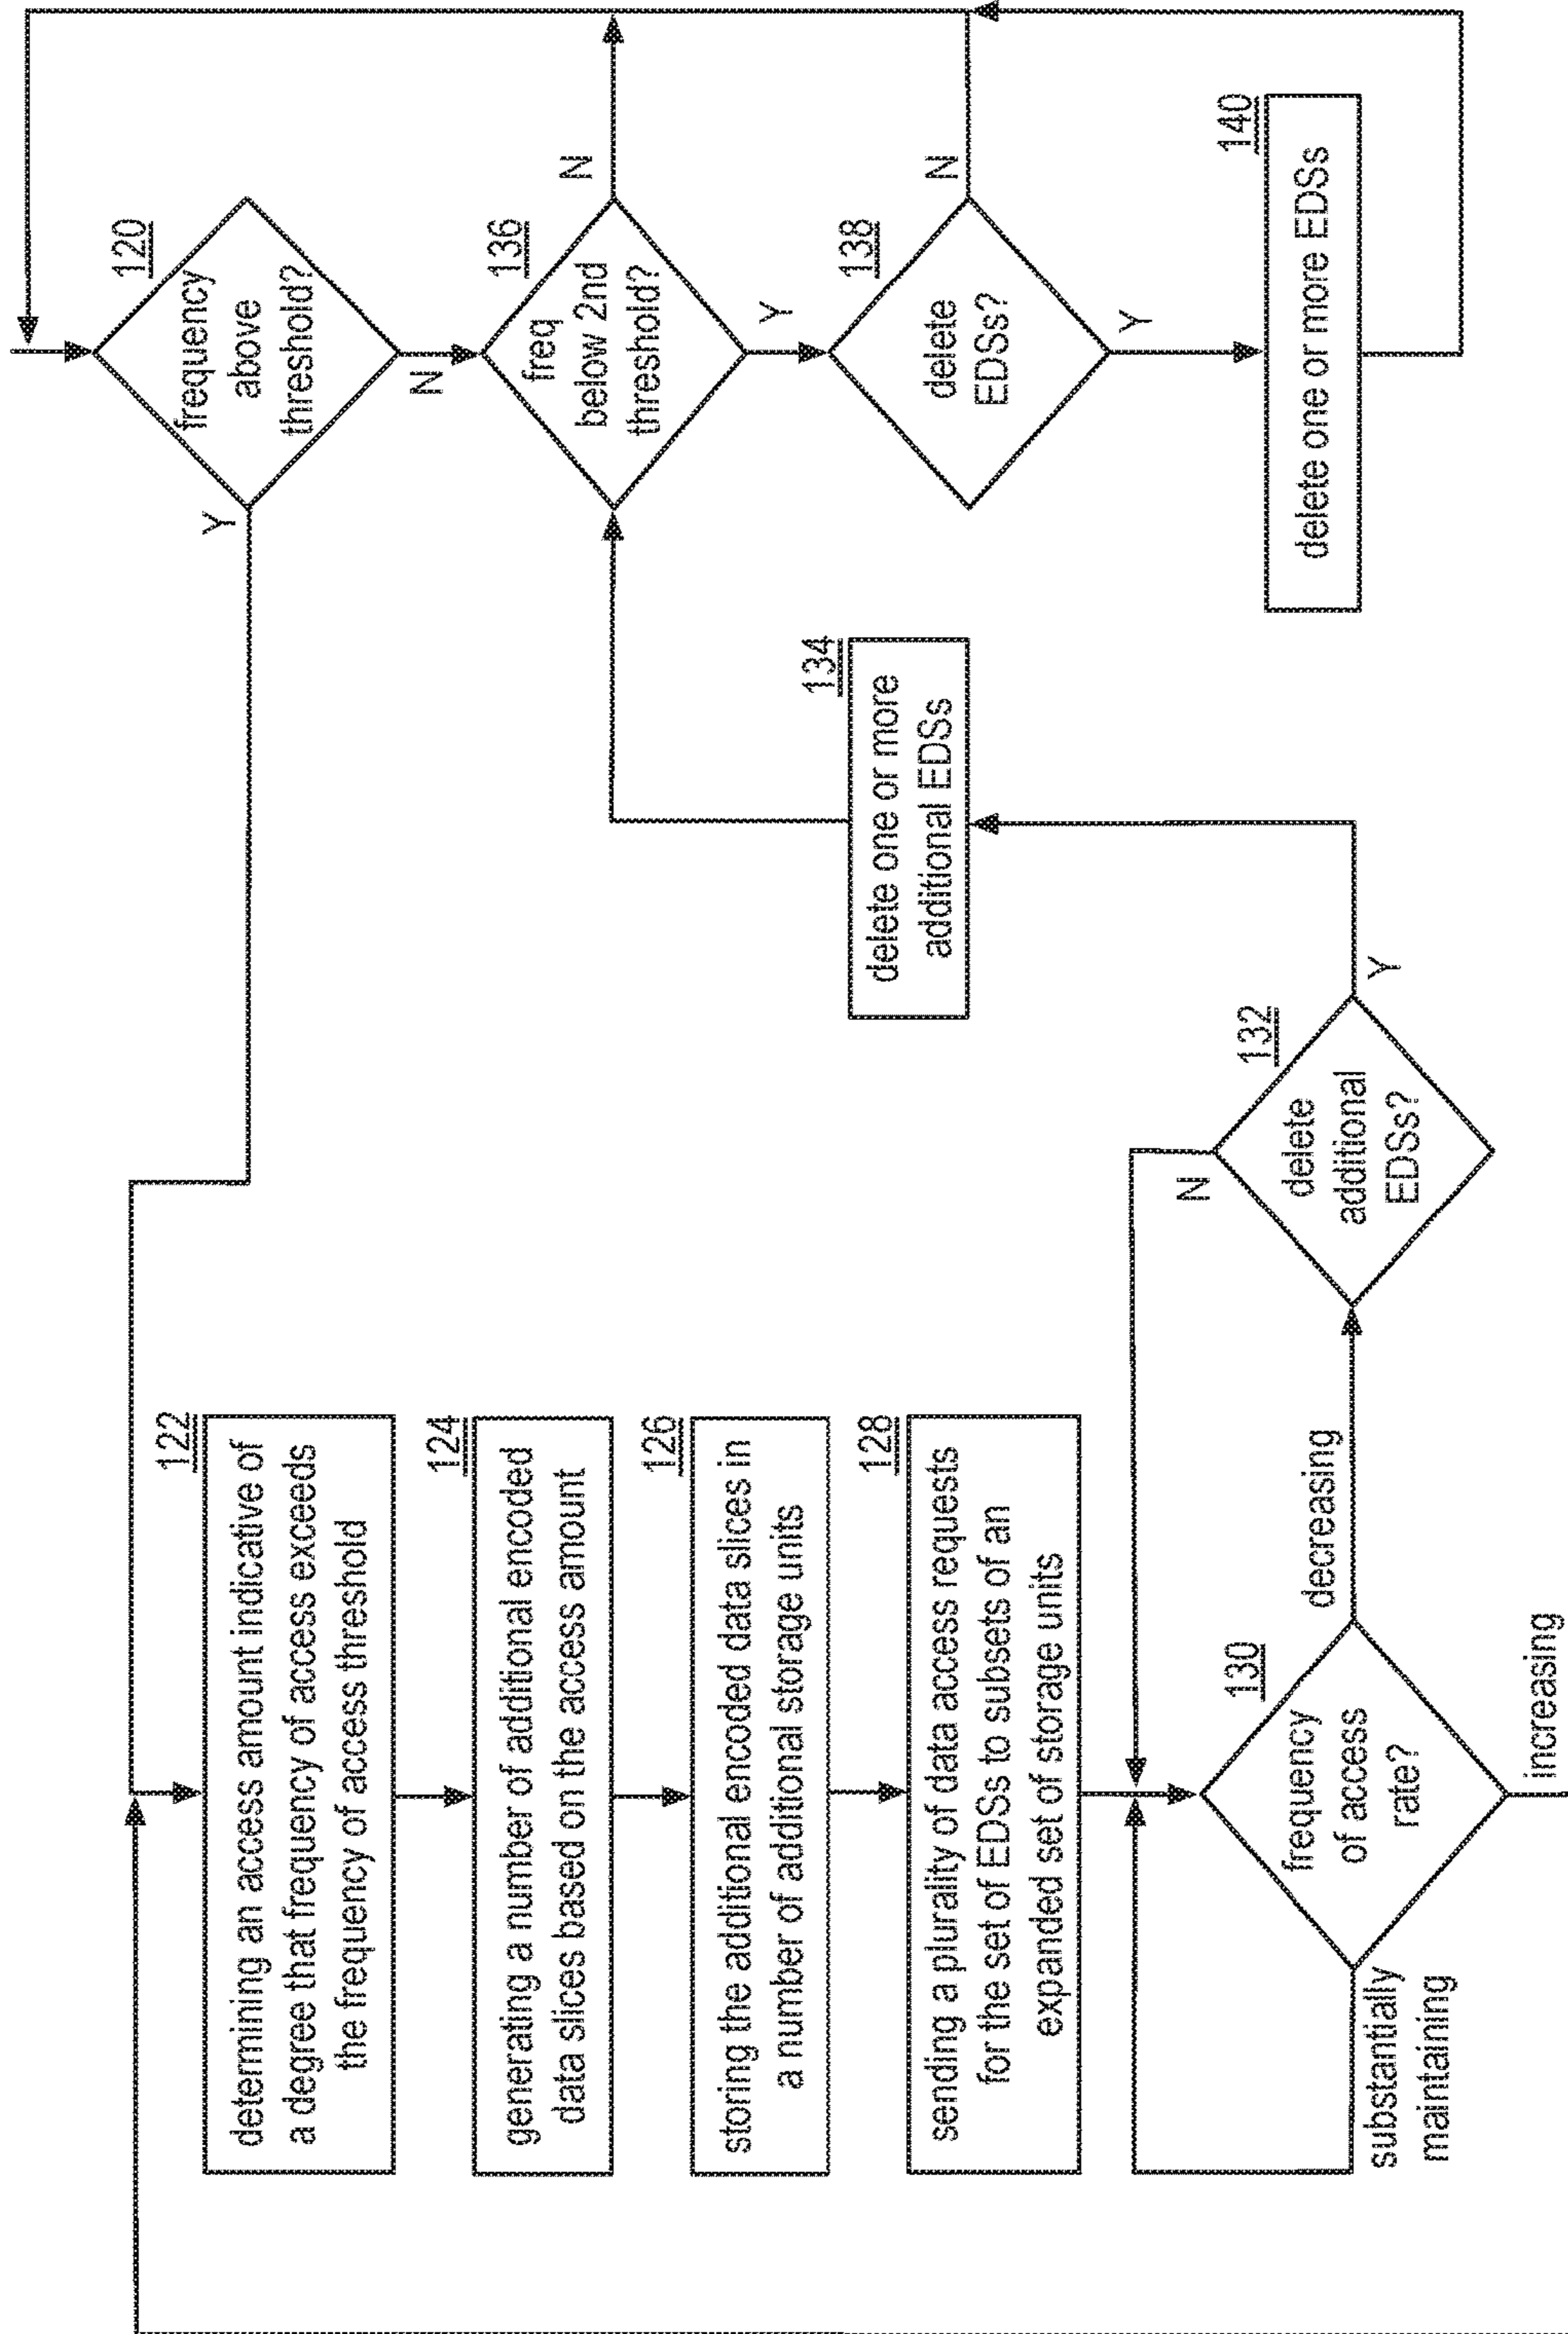 120
frequency
above
threshold?
Y
N
122
determining an access amount indicative of
a degree that frequency of access exceeds
the frequency of access threshold
124
generating a number of additional encoded
data slices based on the access amount
126
storing the additional encoded data slices in
a number of additional storage units
128
sending a plurality of data access requests
for the set of EDSs to subsets of an
expanded set of storage units
130
frequency
of access
rate?
substantially
maintaining
increasing
decreasing
132
delete
additional
EDSs?
N
Y
134
delete one or more
additional EDSs
136
freq
below 2nd
threshold?
N
Y
138
delete
EDSs?
N
Y
140
delete one or more EDSs